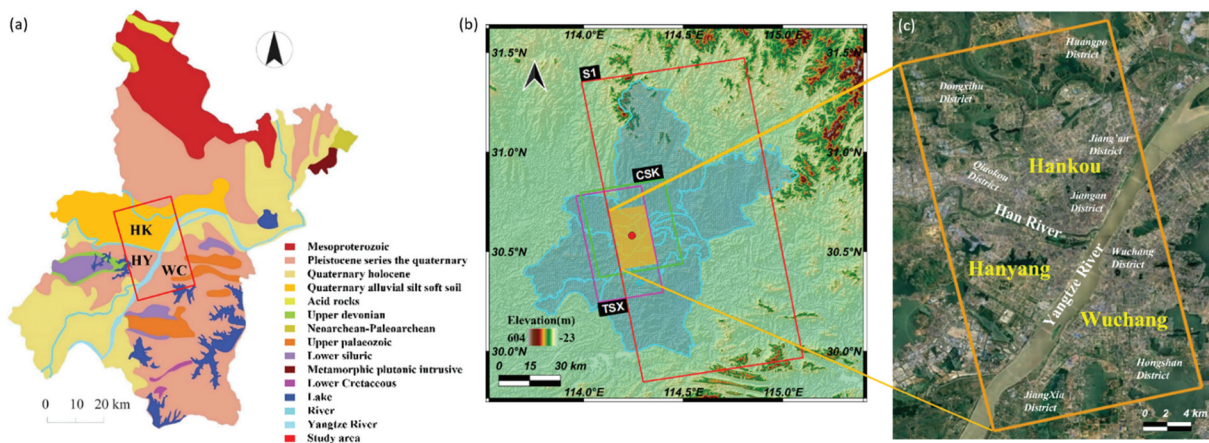 (a)
HK
HY
WC
Mesoproterozoic
Pleistocene series the quaternary
Quaternary holocene
Quaternary alluvial silt soft soil
Acid rocks
Upper devonian
Neoarchean-Paleoarchean
Upper palaeozoic
Lower siluric
Metamorphic plutonic intrusive
Lower Cretaceous
Lake
River
Yangtze River
Study area
0 20 km
(b)
114.0°E 114.5°E 115.0°E
31.5°N 31.5°N
S1
31.0°N 31.0°N
CSK
30.5°N 30.5°N
TSX
Elevation(m)
604 -23
30.0°N 30.0°N
0 15 30 km
114.0°E 114.5°E 115.0°E
(c)
Huangpo
District
Dongxihu
District
Jiang'an
District
Hankou
Qiaokou
District
Jiangan
District
Han River
Wuchang
District
Hanyang
Yangtze River
Wuchang
Hongshan
District
JiangXia
District
0 2 4 km